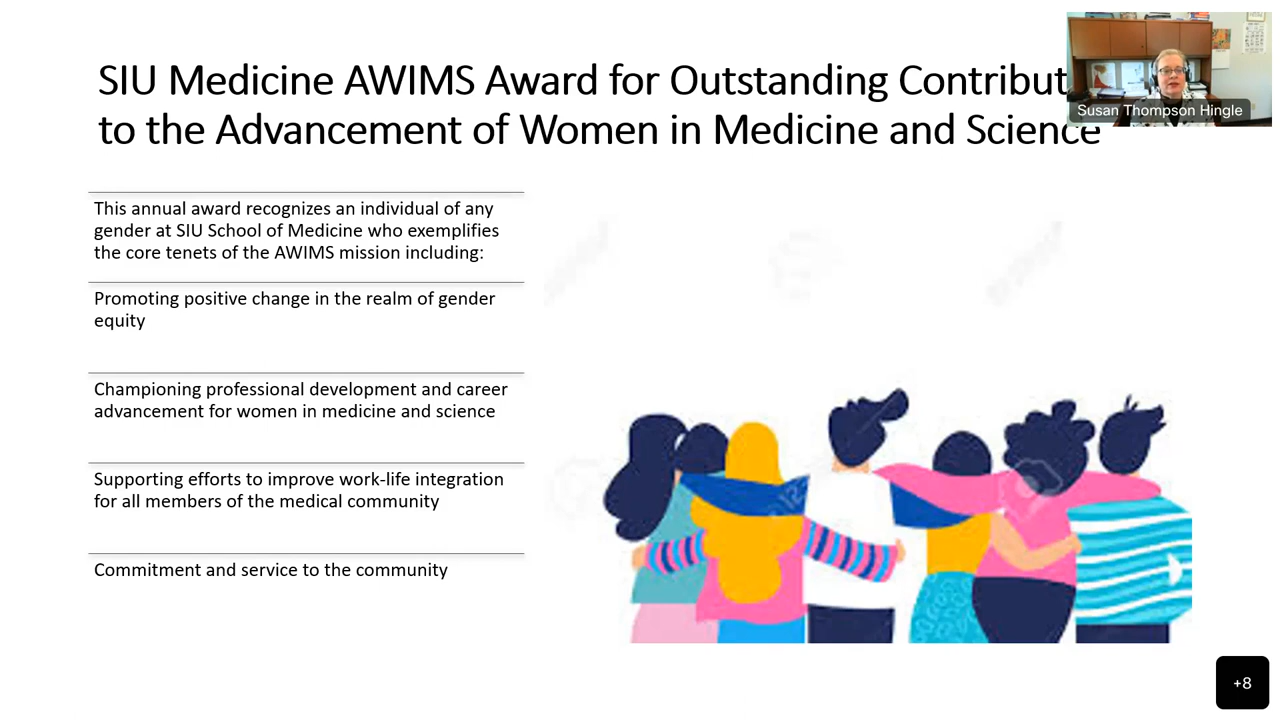 SIU Medicine AWIMS Award for Outstanding Contribut
to the Advancement of Women in Medicine and Science
Susan Thompson Hingle
This annual award recognizes an individual of any
gender at SIU School of Medicine who exemplifies
the core tenets of the AWIMS mission including:
Promoting positive change in the realm of gender
equity
Championing professional development and career
advancement for women in medicine and science
Supporting efforts to improve work-life integration
for all members of the medical community
Commitment and service to the community
+8